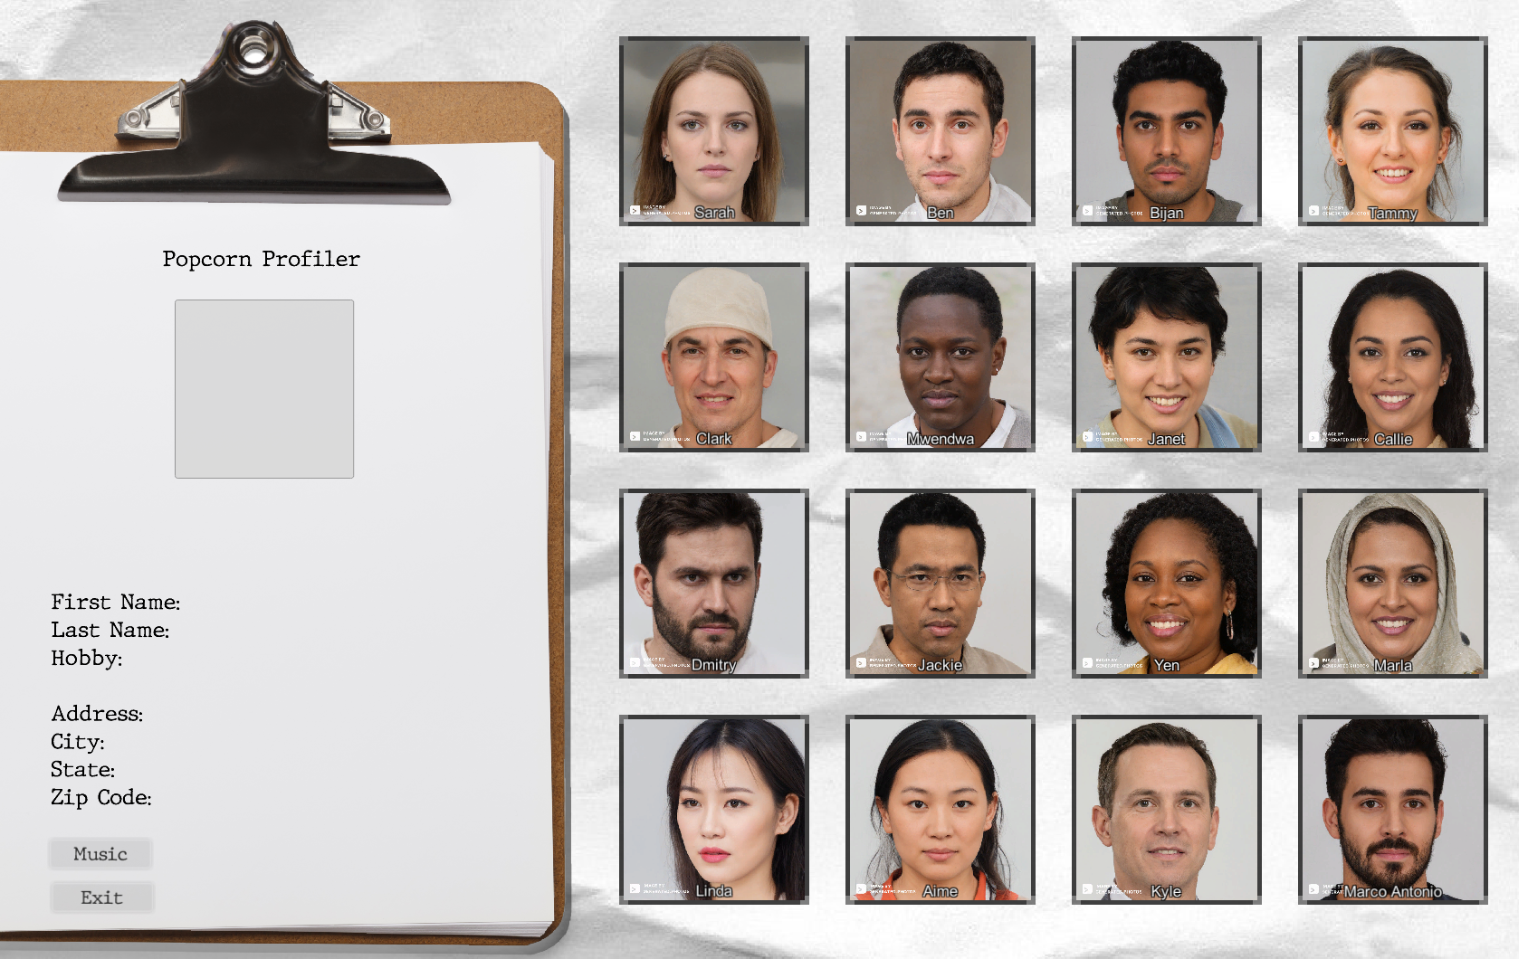 Popcorn Profiler
First Name:
Last Name:
Hobby:
Address:
City:
State:
Zip Code:
Music
Exit
Sarah
Ben
Bijan
Tammy
Clark
Mwendwa
Janet
Callie
Dmitry
Jackie
Yen
Marla
Linda
Aime
Kyle
Marco Antonio